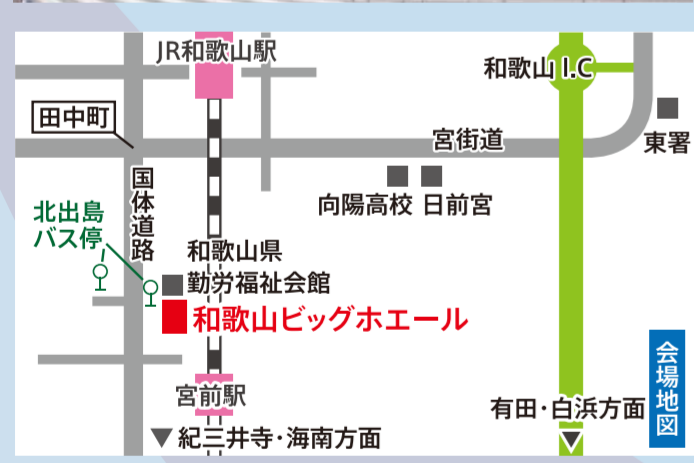 JR和歌山駅
和歌山 I.C
田中町
宮街道
東署
国体道路
向陽高校 日前宮
北出島
バス停
和歌山県
勤労福祉会館
和歌山ビッグホエール
会場地図
宮前駅
有田・白浜方面
紀三井寺・海南方面